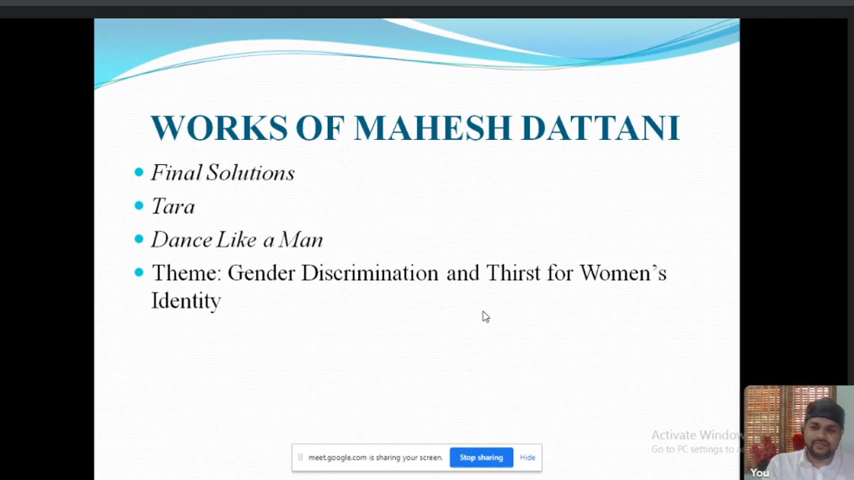 WORKS OF MAHESH DATTANI
Final Solutions
Tara
Dance Like a Man
Theme: Gender Discrimination and Thirst for Women's
Identity
Activate Window
Go to PC settings to
You
meet.google.com is sharing your screen.
Stop sharing
Hide